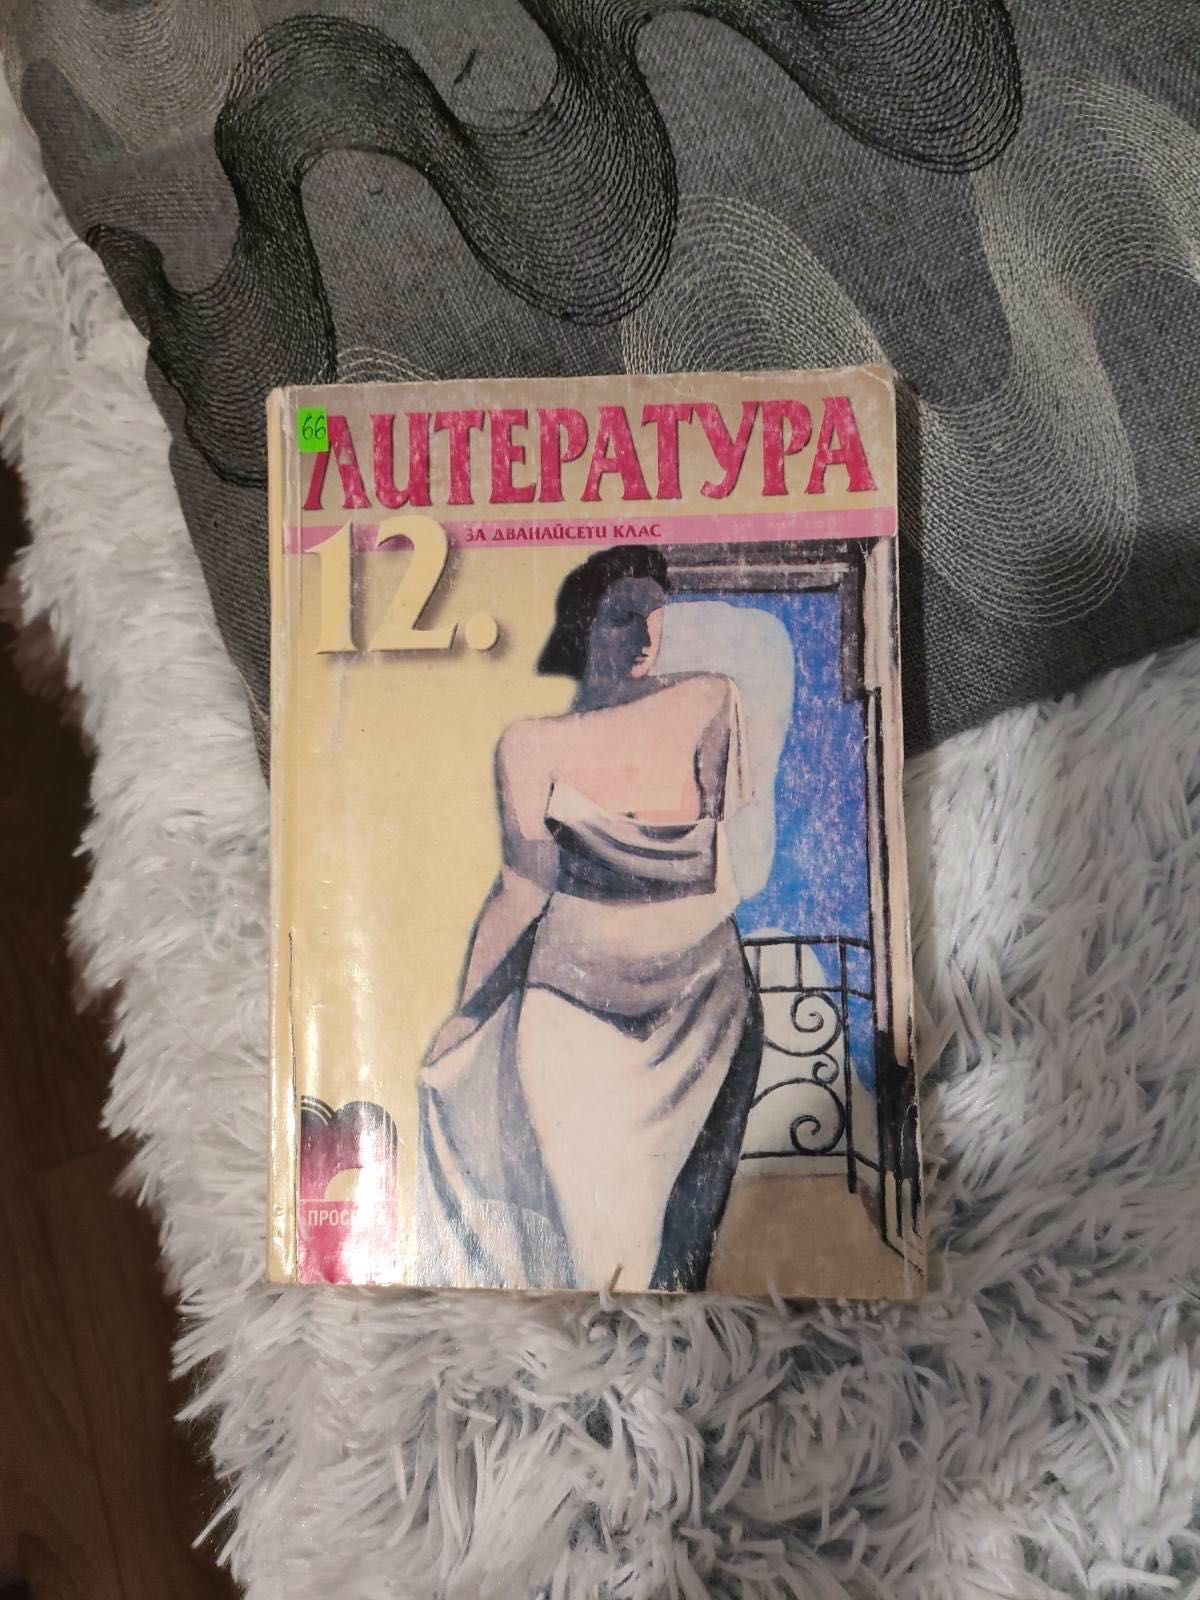 66
ЛИТЕРАТУРА
ЗА ДВАНАЙСЕТИ КЛАС
12.